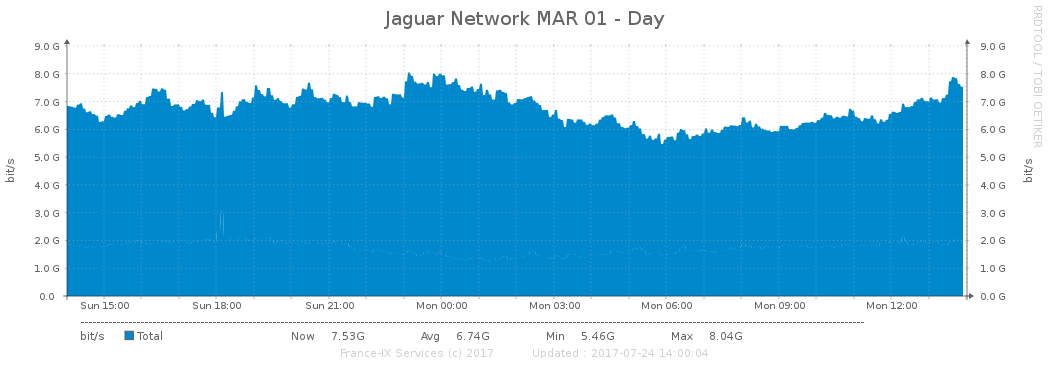 Jaguar Network MAR 01 - Day
RRDTOOL / TOBI OETIKER
9.0 G 9.0 G
8.0 G 8.0 G
7.0 G 7.0 G
6.0 G 6.0 G
5.0 G 5.0 G
4.0 G 4.0 G
3.0 G 3.0 G
2.0 G 2.0 G
1.0 G 1.0 G
0.0 0.0 G
bit/s
bit/s
Sun 15:00 Sun 18:00 Sun 21:00 Mon 00:00 Mon 03:00 Mon 06:00 Mon 09:00 Mon 12:00
bit/s Total Now 7.53G Avg 6.74G Min 5.46G Max 8.04G
France-IX Services (c) 2017 Updated : 2017-07-24 14:00:04